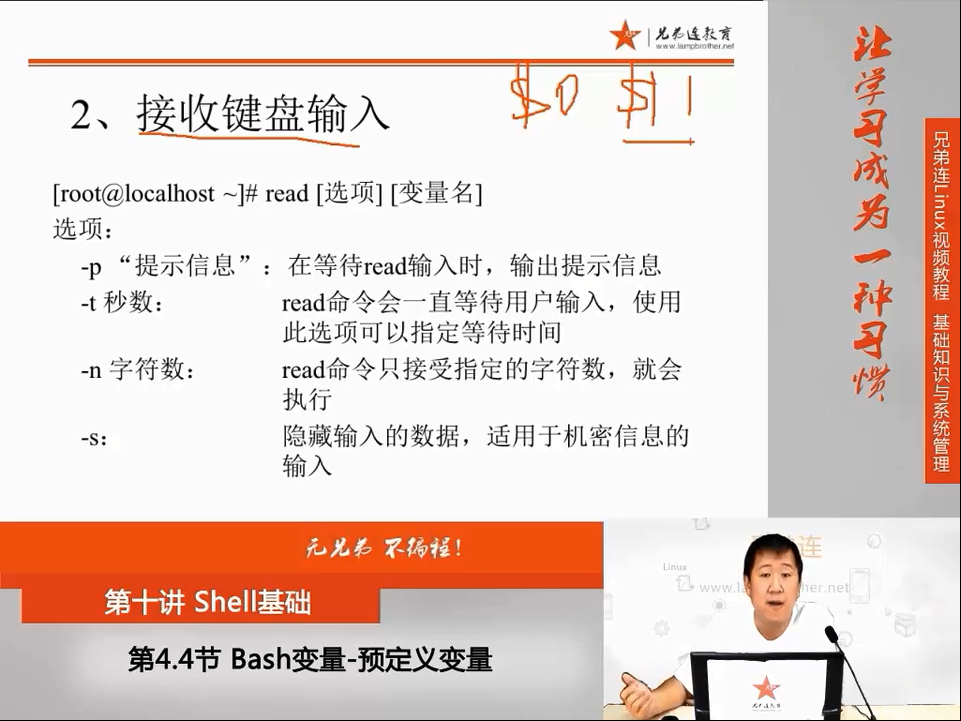 兄弟连教育
www.lampbrother.net
$0 $1 1
2、接收键盘输入
[root@localhost ~]# read [选项] [变量名]
选项：
-p “提示信息”：在等待read输入时，输出提示信息
-t 秒数： read命令会一直等待用户输入，使用
此选项可以指定等待时间
-n 字符数： read命令只接受指定的字符数，就会
执行
-s： 隐藏输入的数据，适用于机密信息的
输入
让学习成为一种习惯
兄弟连Linux视频教程 基础知识与系统管理
无兄弟 不编程！
第十讲 Shell基础
第4.4节 Bash变量-预定义变量
连
Linux
兄弟连教育